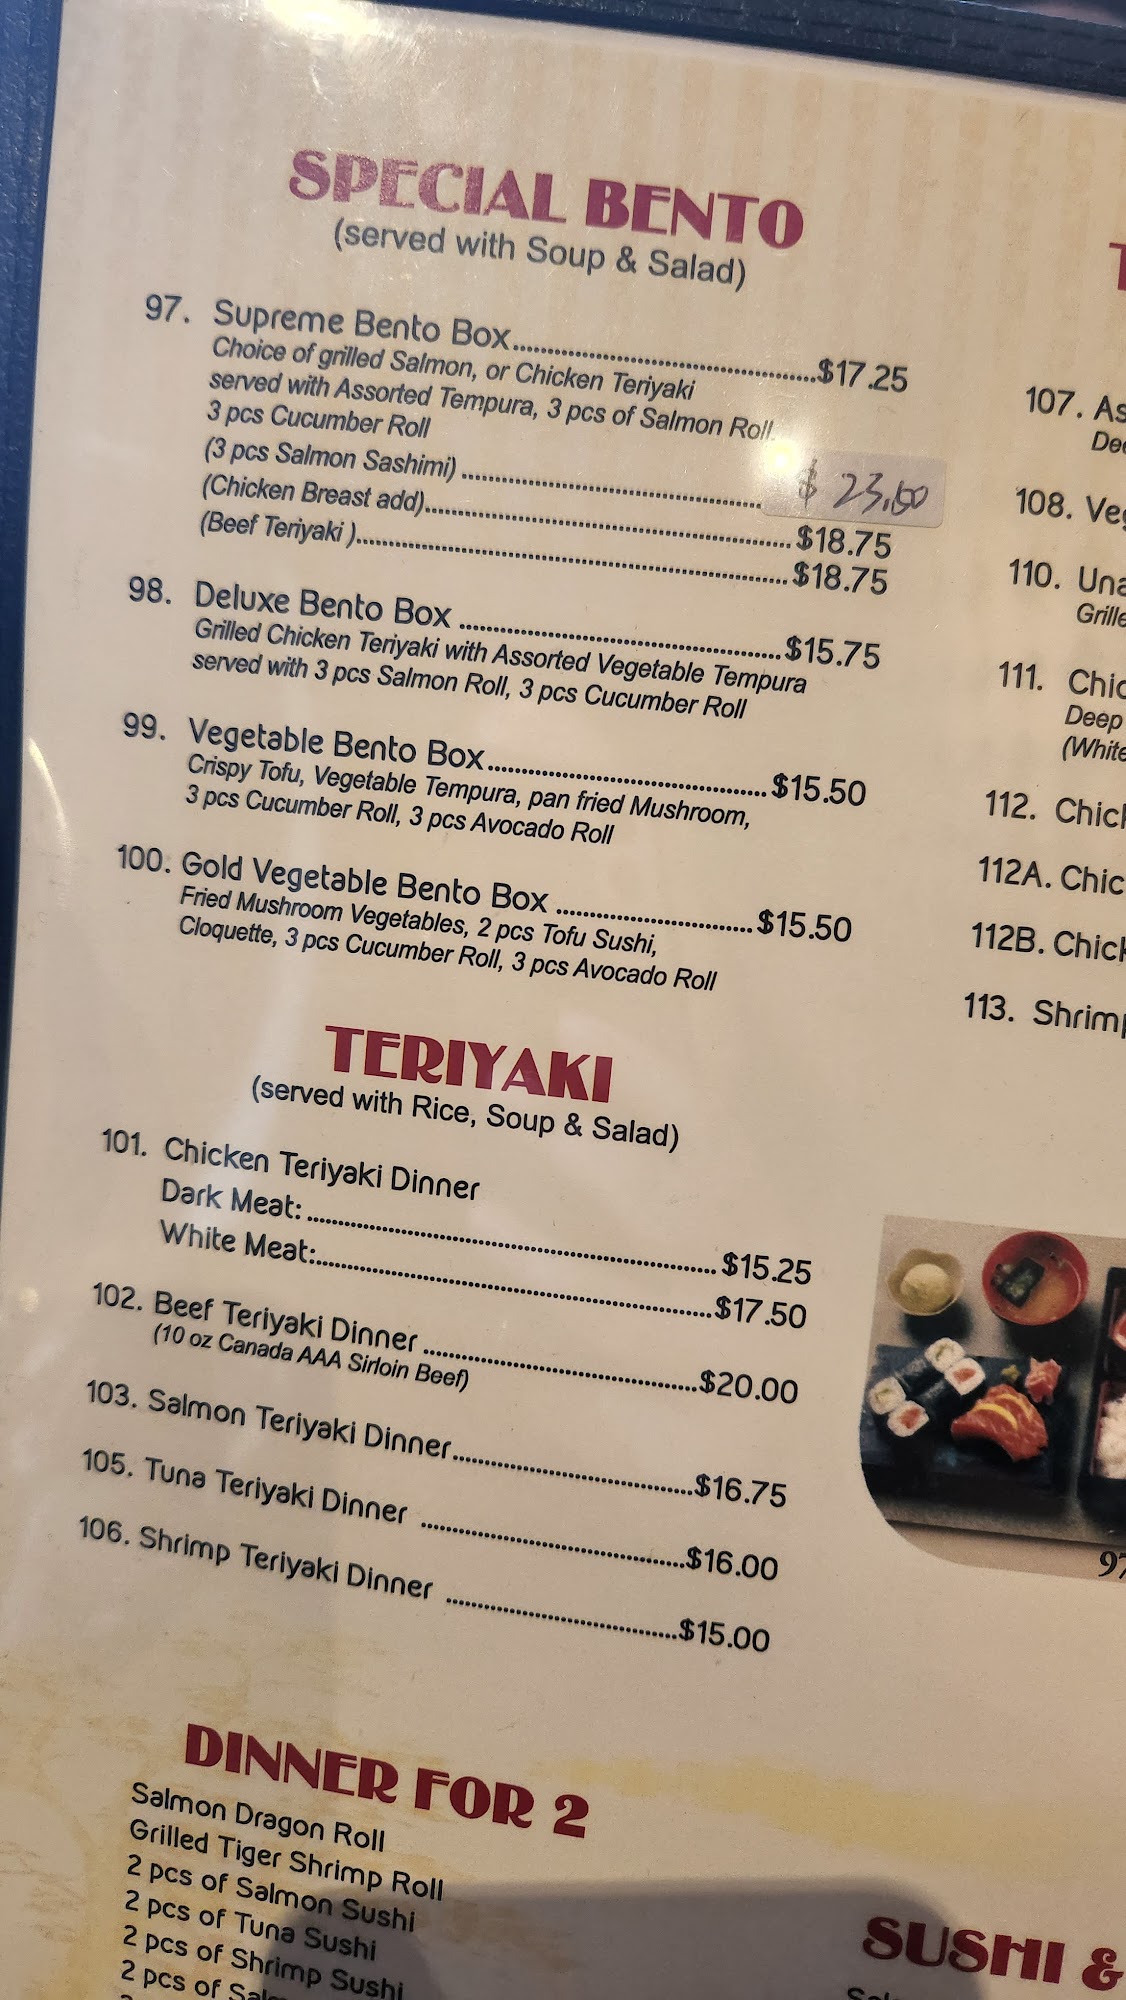 SPECIAL BENTO
(served with Soup & Salad)
97. Supreme Bento Box..........$17.25
Choice of grilled Salmon, or Chicken Teriyaki
served with Assorted Tempura, 3 pcs of Salmon Roll.
3 pcs Cucumber Roll
(3 pcs Salmon Sashimi)..........$ 23.50
(Chicken Breast add)..........$18.75
(Beef Teriyaki )..........$18.75
98. Deluxe Bento Box..........$15.75
Grilled Chicken Teriyaki with Assorted Vegetable Tempura
served with 3 pcs Salmon Roll, 3 pcs Cucumber Roll
99. Vegetable Bento Box..........$15.50
Crispy Tofu, Vegetable Tempura, pan fried Mushroom,
3 pcs Cucumber Roll, 3 pcs Avocado Roll
100. Gold Vegetable Bento Box..........$15.50
Fried Mushroom Vegetables, 2 pcs Tofu Sushi,
Cloquette, 3 pcs Cucumber Roll, 3 pcs Avocado Roll
TERIYAKI
(served with Rice, Soup & Salad)
101. Chicken Teriyaki Dinner
Dark Meat:..........$15.25
White Meat:..........$17.50
102. Beef Teriyaki Dinner..........$20.00
(10 oz Canada AAA Sirloin Beef)
103. Salmon Teriyaki Dinner..........$16.75
105. Tuna Teriyaki Dinner..........$16.00
106. Shrimp Teriyaki Dinner..........$15.00
DINNER FOR 2
Salmon Dragon Roll
Grilled Tiger Shrimp Roll
2 pcs of Salmon Sushi
2 pcs of Tuna Sushi
2 pcs of Shrimp Sushi
2 pcs of
107.
108.
110.
Grille
111.
Deep
(White
112.
112A.
112B.
113. Shrimp
97
SUSHI &